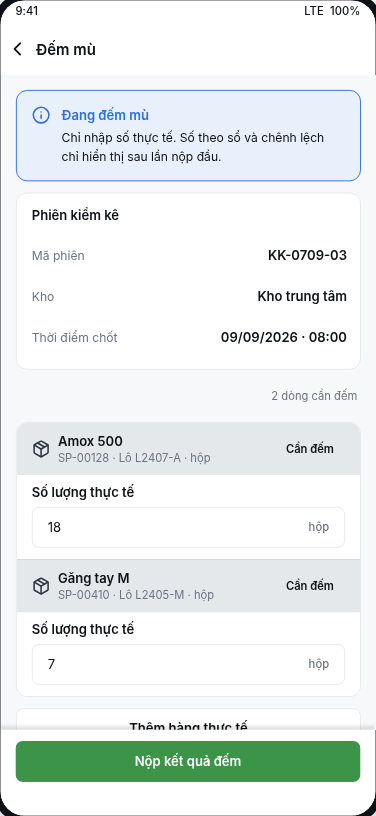 9:41
LTE 100%
Đếm mù
Đang đếm mù
Chỉ nhập số thực tế. Số theo sổ và chênh lệch
chỉ hiển thị sau lần nộp đầu.
Phiên kiểm kê
Mã phiên
KK-0709-03
Kho
Kho trung tâm
Thời điểm chốt
09/09/2026 · 08:00
2 dòng cần đếm
Amox 500
SP-00128 · Lô L2407-A · hộp
Cần đếm
Số lượng thực tế
18
hộp
Găng tay M
SP-00410 · Lô L2405-M · hộp
Cần đếm
Số lượng thực tế
7
hộp
Thêm hàng thực tế
Nộp kết quả đếm